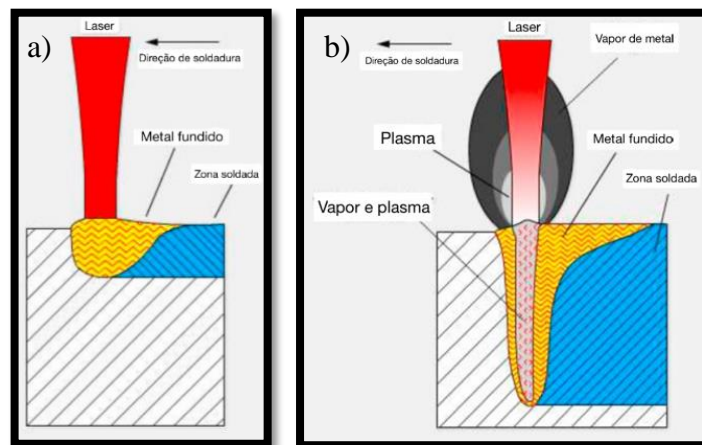 a)
Laser
Direção de soldadura
Metal fundido
Zona soldada
b)
Laser
Direção de soldadura
Vapor de metal
Plasma
Metal fundido
Zona soldada
Vapor e plasma